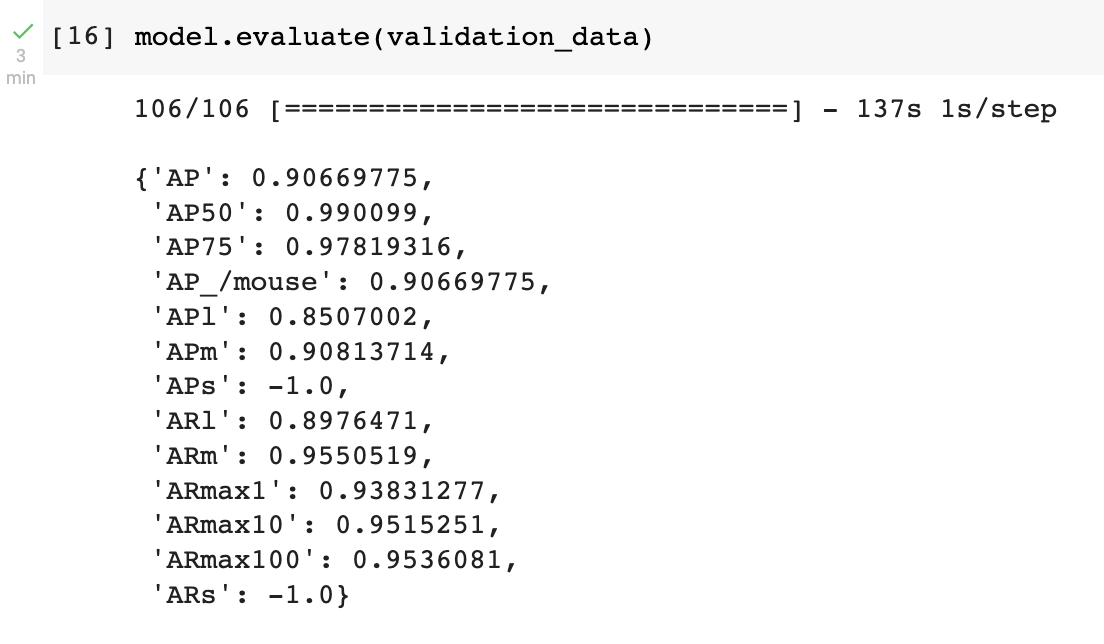 [16] model.evaluate(validation_data)
3
min
106/106 [==============================] - 137s 1s/step
{'AP': 0.90669775,
'AP50': 0.990099,
'AP75': 0.97819316,
'AP_/mouse': 0.90669775,
'APl': 0.8507002,
'APm': 0.90813714,
'APs': -1.0,
'ARl': 0.8976471,
'ARm': 0.9550519,
'ARmax1': 0.93831277,
'ARmax10': 0.9515251,
'ARmax100': 0.9536081,
'ARs': -1.0}